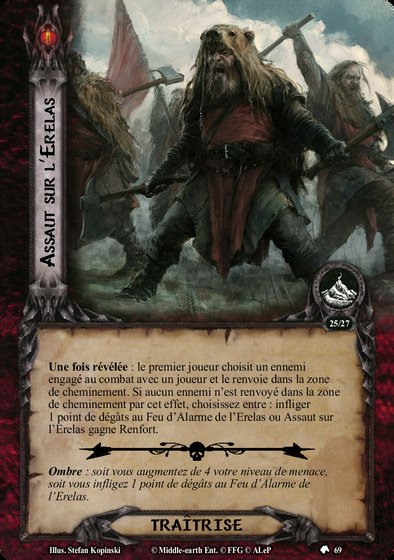 ASSAUT SUR L'ERELAS
25/27
Une fois révélée : le premier joueur choisit un ennemi
engagé au combat avec un joueur et le renvoie dans la zone
de cheminement. Si aucun ennemi n'est renvoyé dans la zone
de cheminement par cet effet, choisissez entre : infliger
1 point de dégâts au Feu d'Alarme de l'Erelas ou Assaut sur
l'Erelas gagne Renfort.
Ombre : soit vous augmentez de 4 votre niveau de menace,
soit vous infligez 1 point de dégâts au Feu d'Alarme de
l'Erelas.
TRAÎTRISE
Illus. Stefan Kopinski © Middle-earth Ent. © FFG © ALeP 69